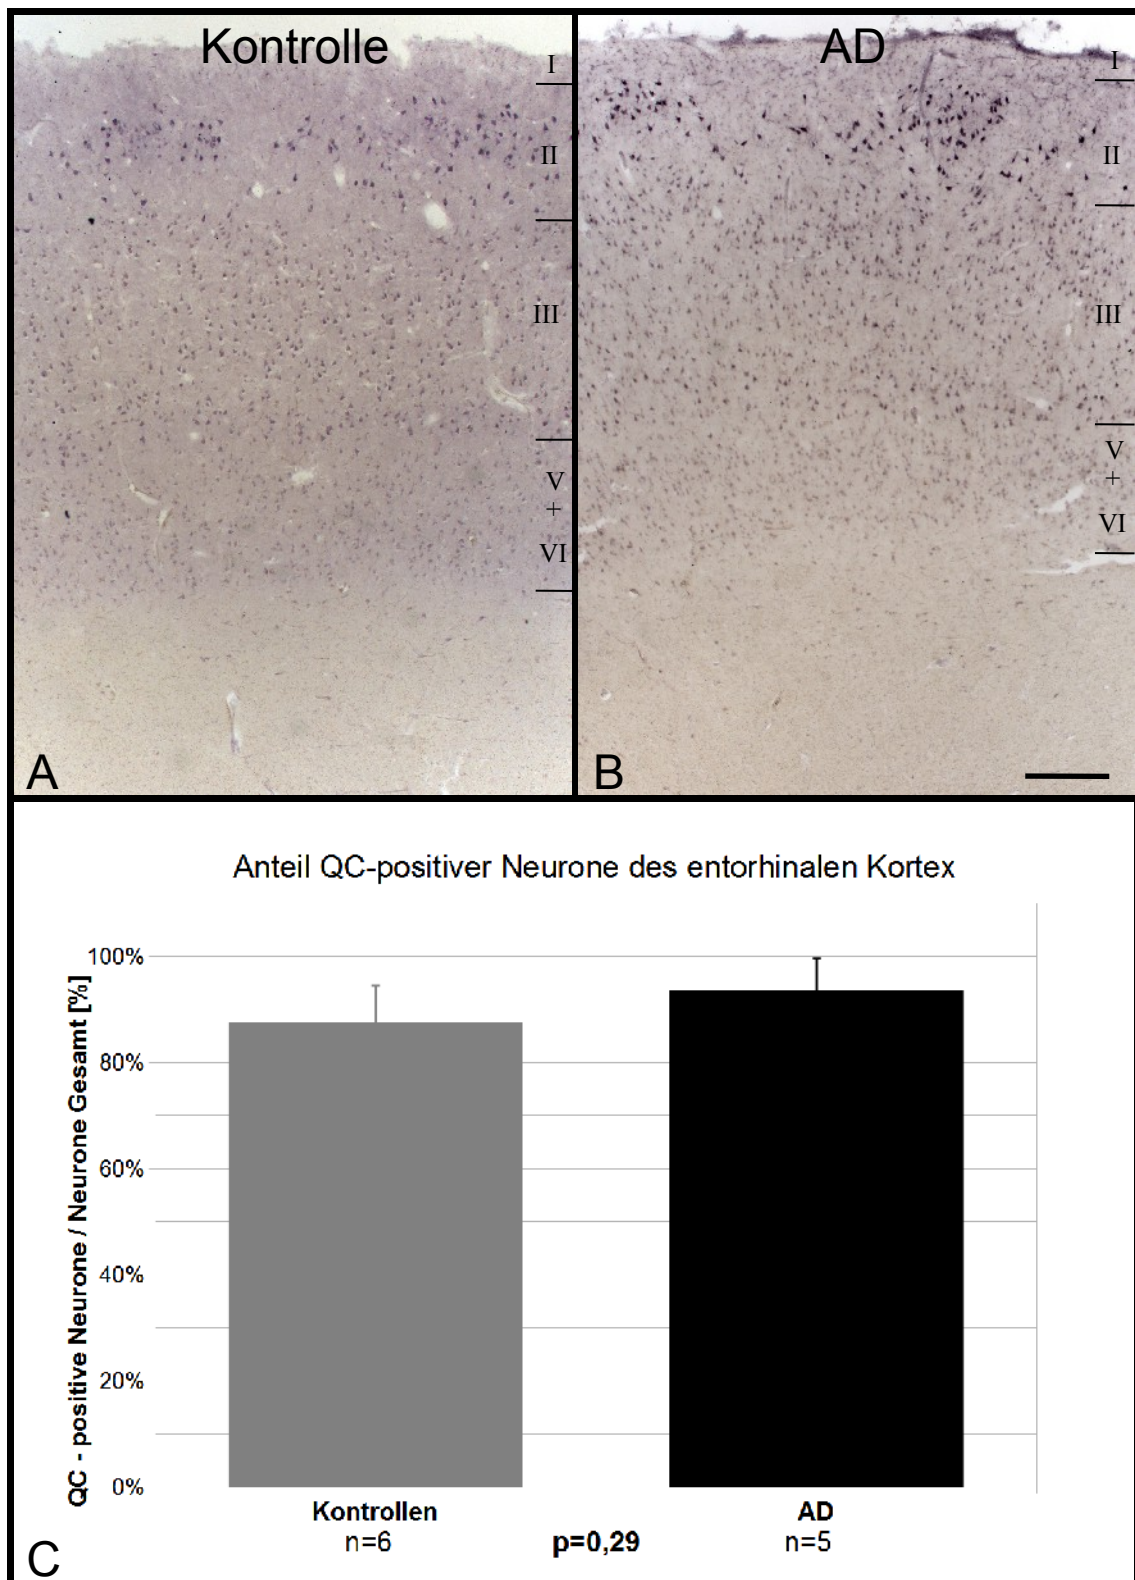 Kontrolle
I
II
III
V
+
VI
A
AD
I
II
III
V
+
VI
B
Anteil QC-positiver Neurone des entorhinalen Kortex
QC - positive Neurone / Neurone Gesamt [%]
100%
80%
60%
40%
20%
0%
Kontrollen
AD
n=6
p=0,29
n=5
C